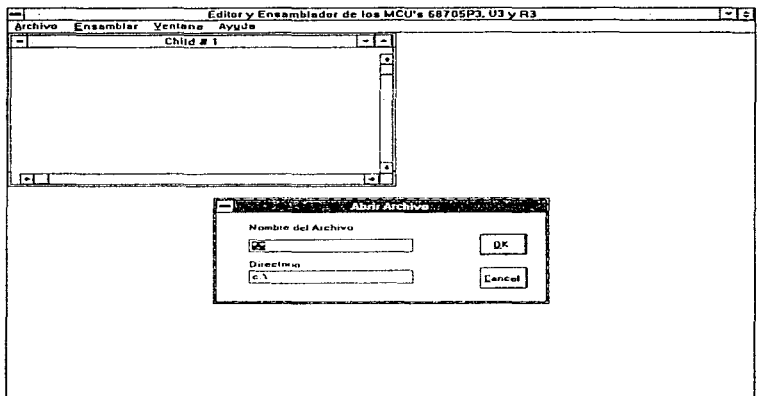 Editor y Ensamblador de los MCU's 68705P3, U3 y R3
Archivo Ensamblar Ventana Ayuda
Child # 1
Abrir Archivo
Nombre del Archivo
OK
Directorio
c:\
Cancel